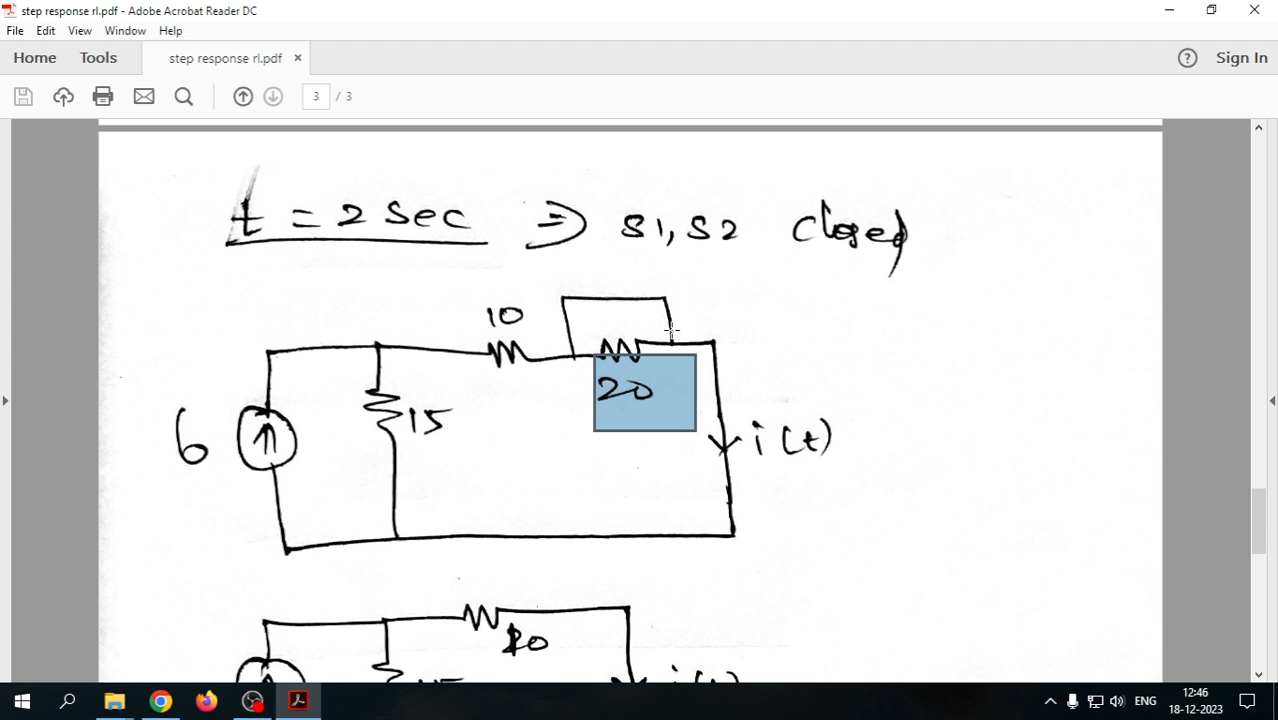 step response rl.pdf - Adobe Acrobat Reader DC
File Edit View Window Help
Home Tools step response rl.pdf × Sign In
3 / 3
t = 2 sec ⇒ S1, S2 closed
10
20
6
15
i(t)
10
15
i(t)
ENG
12:46
18-12-2023